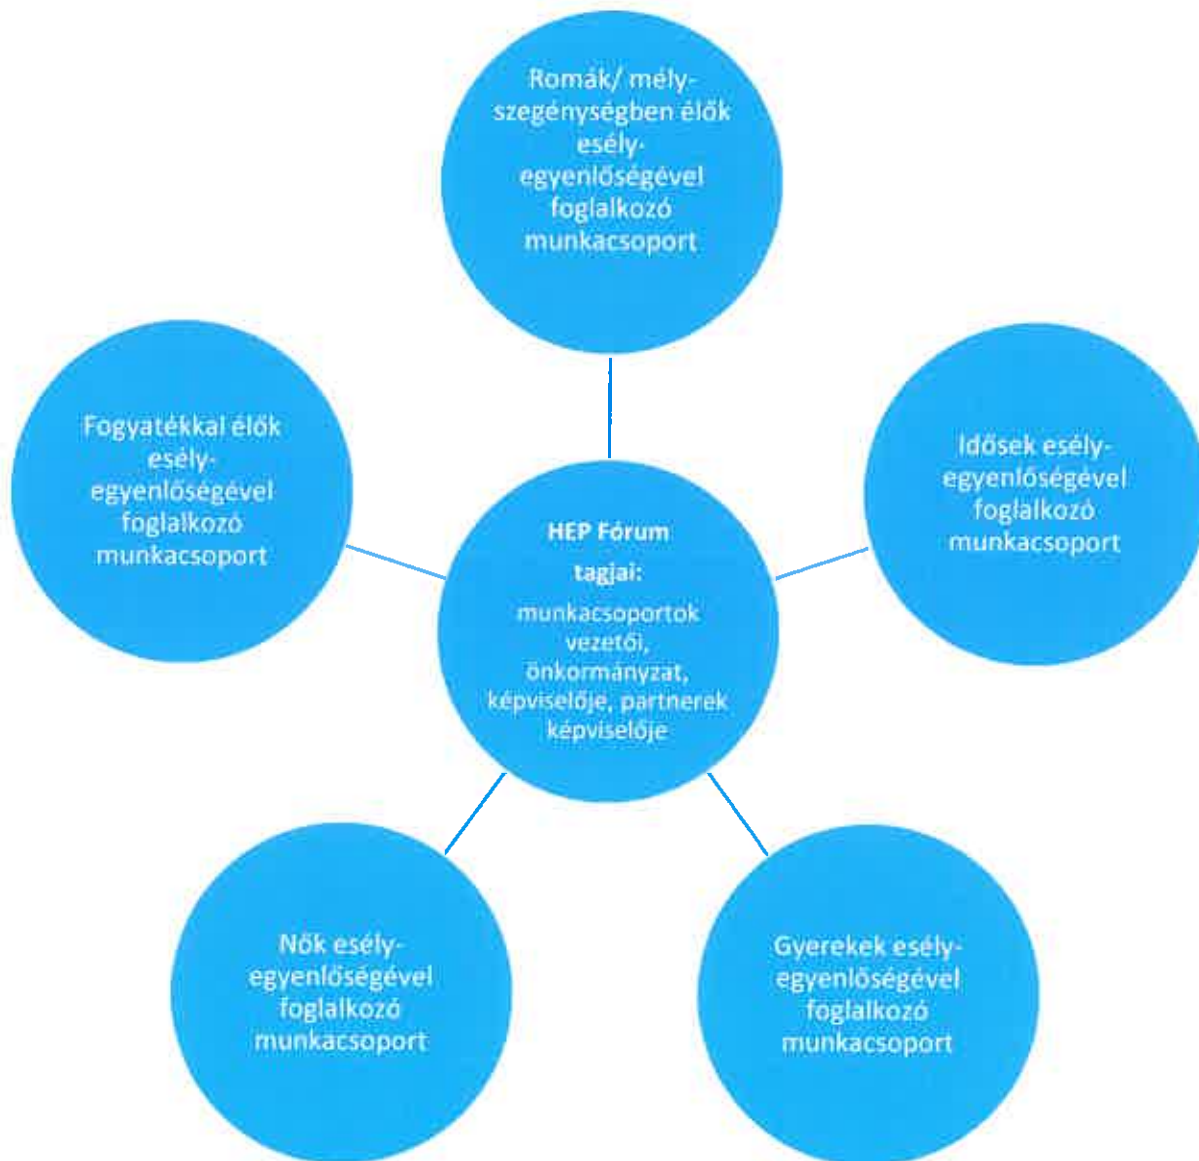 Romák/ mély-
szegénységben élők
esély-
egyenlőségével
foglalkozó
munkacsoport
Fogyatékkal élők
esély-
egyenlőségével
foglalkozó
munkacsoport
Idősek esély-
egyenlőségével
foglalkozó
munkacsoport
HEP Fórum
tagjai:
munkacsoportok
vezetői,
önkormányzat,
képviselője, partnerek
képviselője
Nők esély-
egyenlőségével
foglalkozó
munkacsoport
Gyerekek esély-
egyenlőségével
foglalkozó
munkacsoport